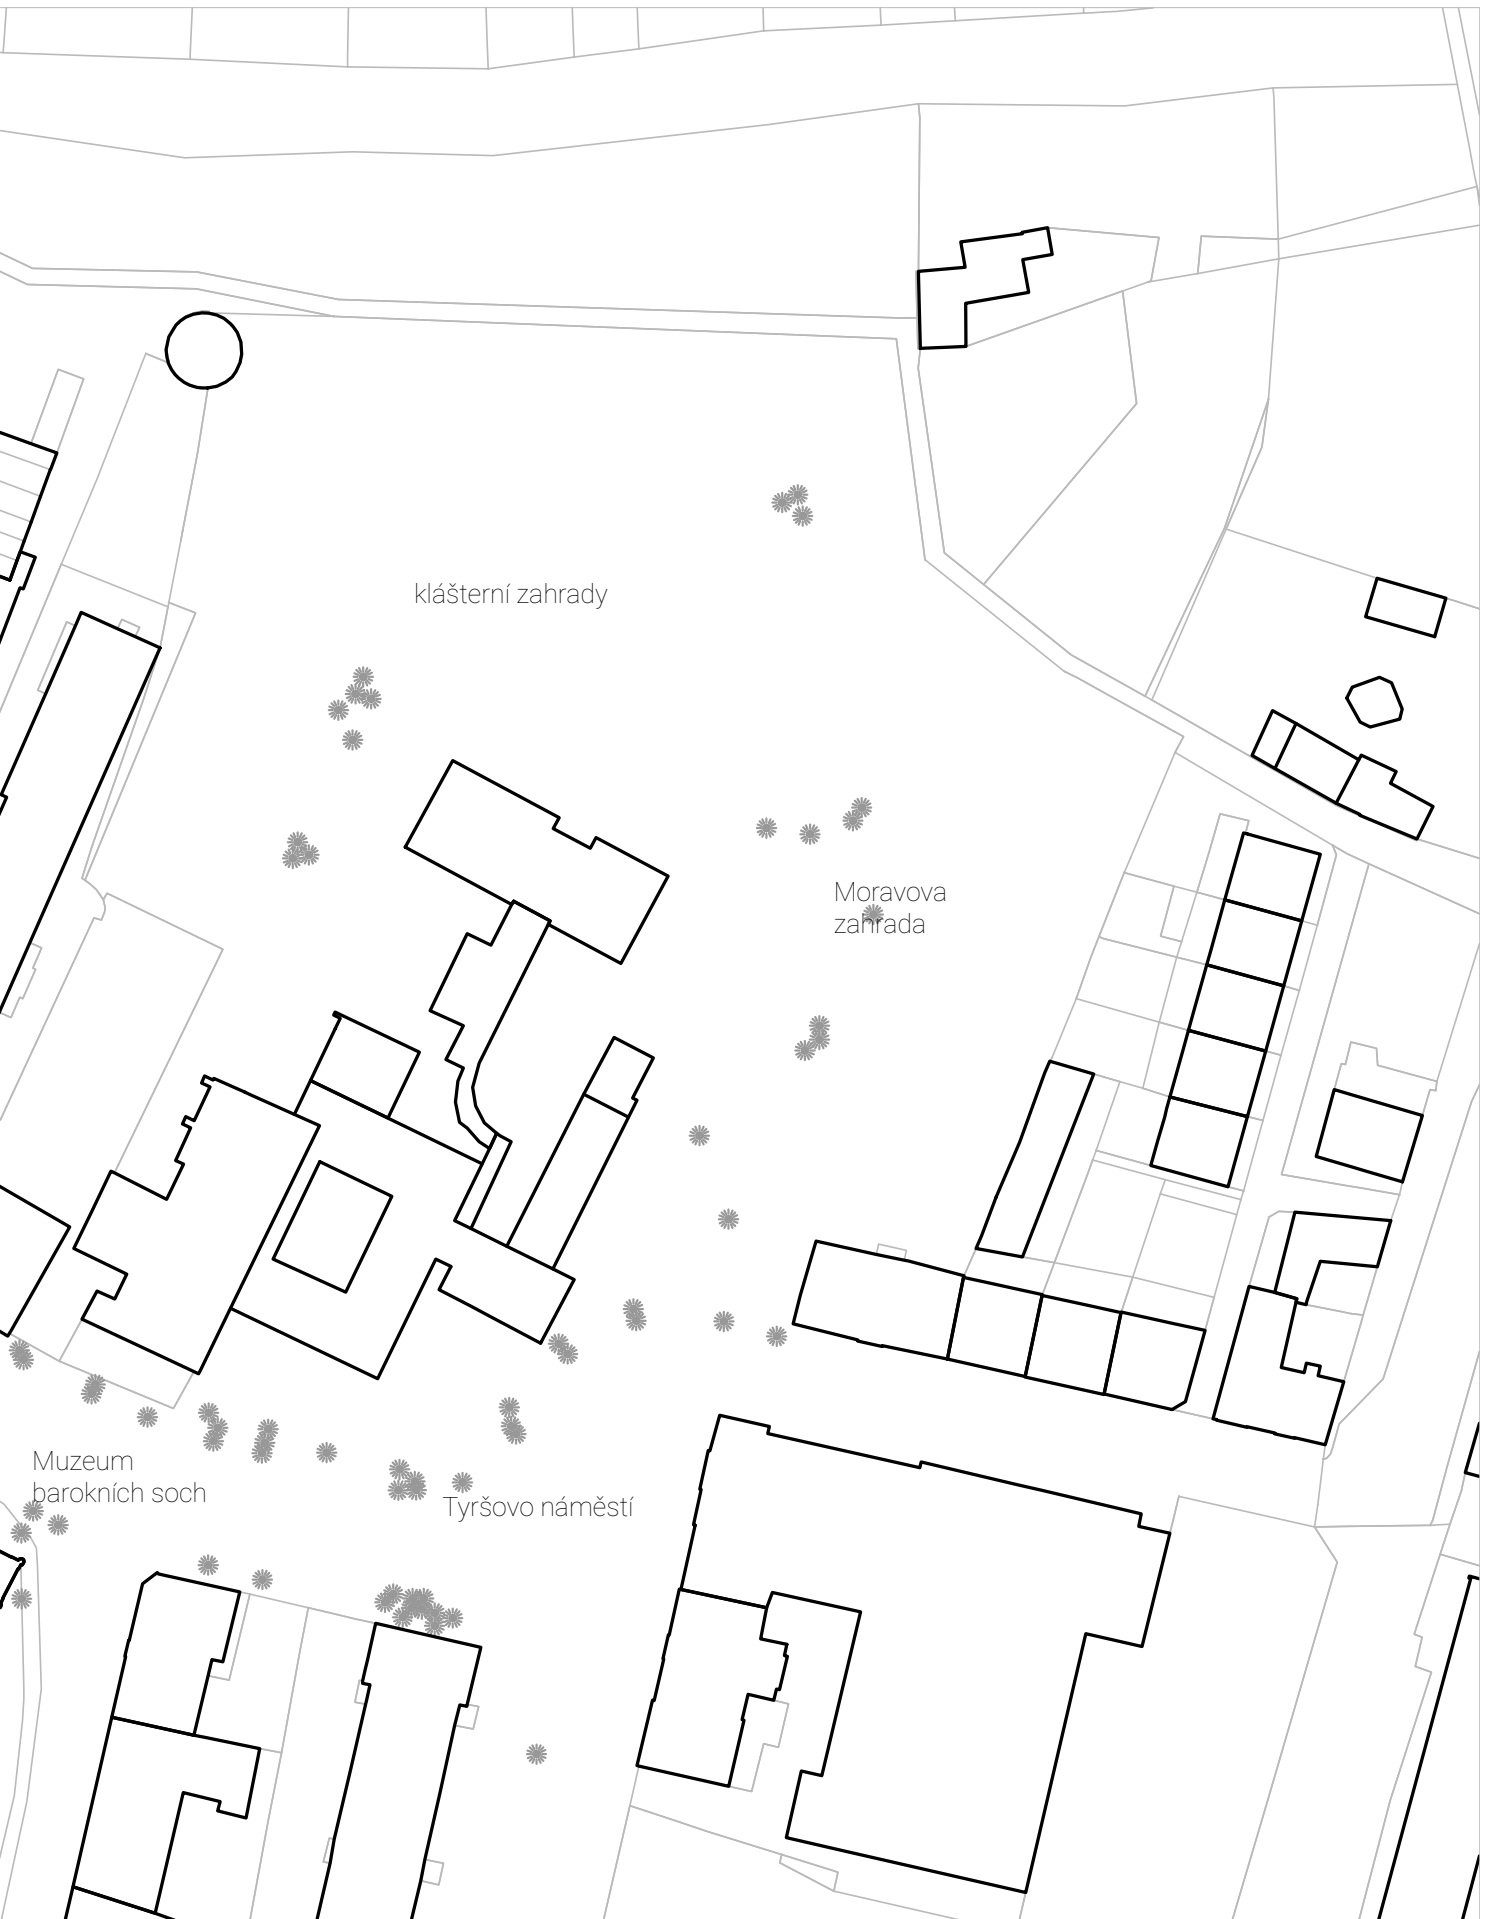 klášterní zahrady
Moravova
zahrada
Muzeum
barokních soch
Tyršovo náměstí